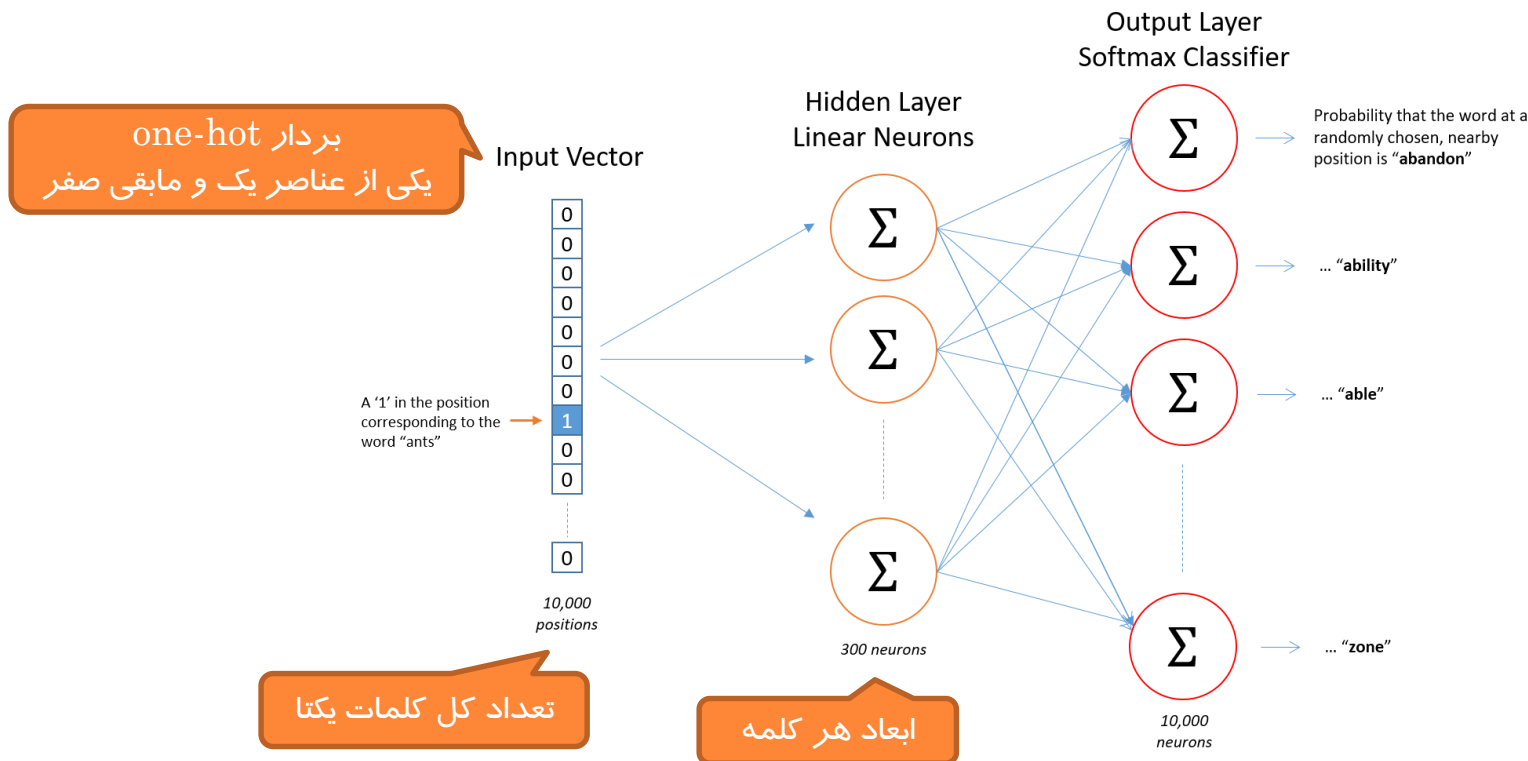 Output Layer
Softmax Classifier
Hidden Layer
Linear Neurons
بردار one-hot
یکی از عناصر یک و مابقی صفر
Input Vector
0
0
0
0
0
0
0
1
0
0
0
A ‘1’ in the position
corresponding to the
word “ants”
10,000
positions
تعداد کل کلمات یکتا
Σ
Σ
Σ
300 neurons
ابعاد هر کلمه
Σ
Σ
Σ
Σ
10,000
neurons
Probability that the word at a
randomly chosen, nearby
position is “abandon”
… “ability”
… “able”
… “zone”